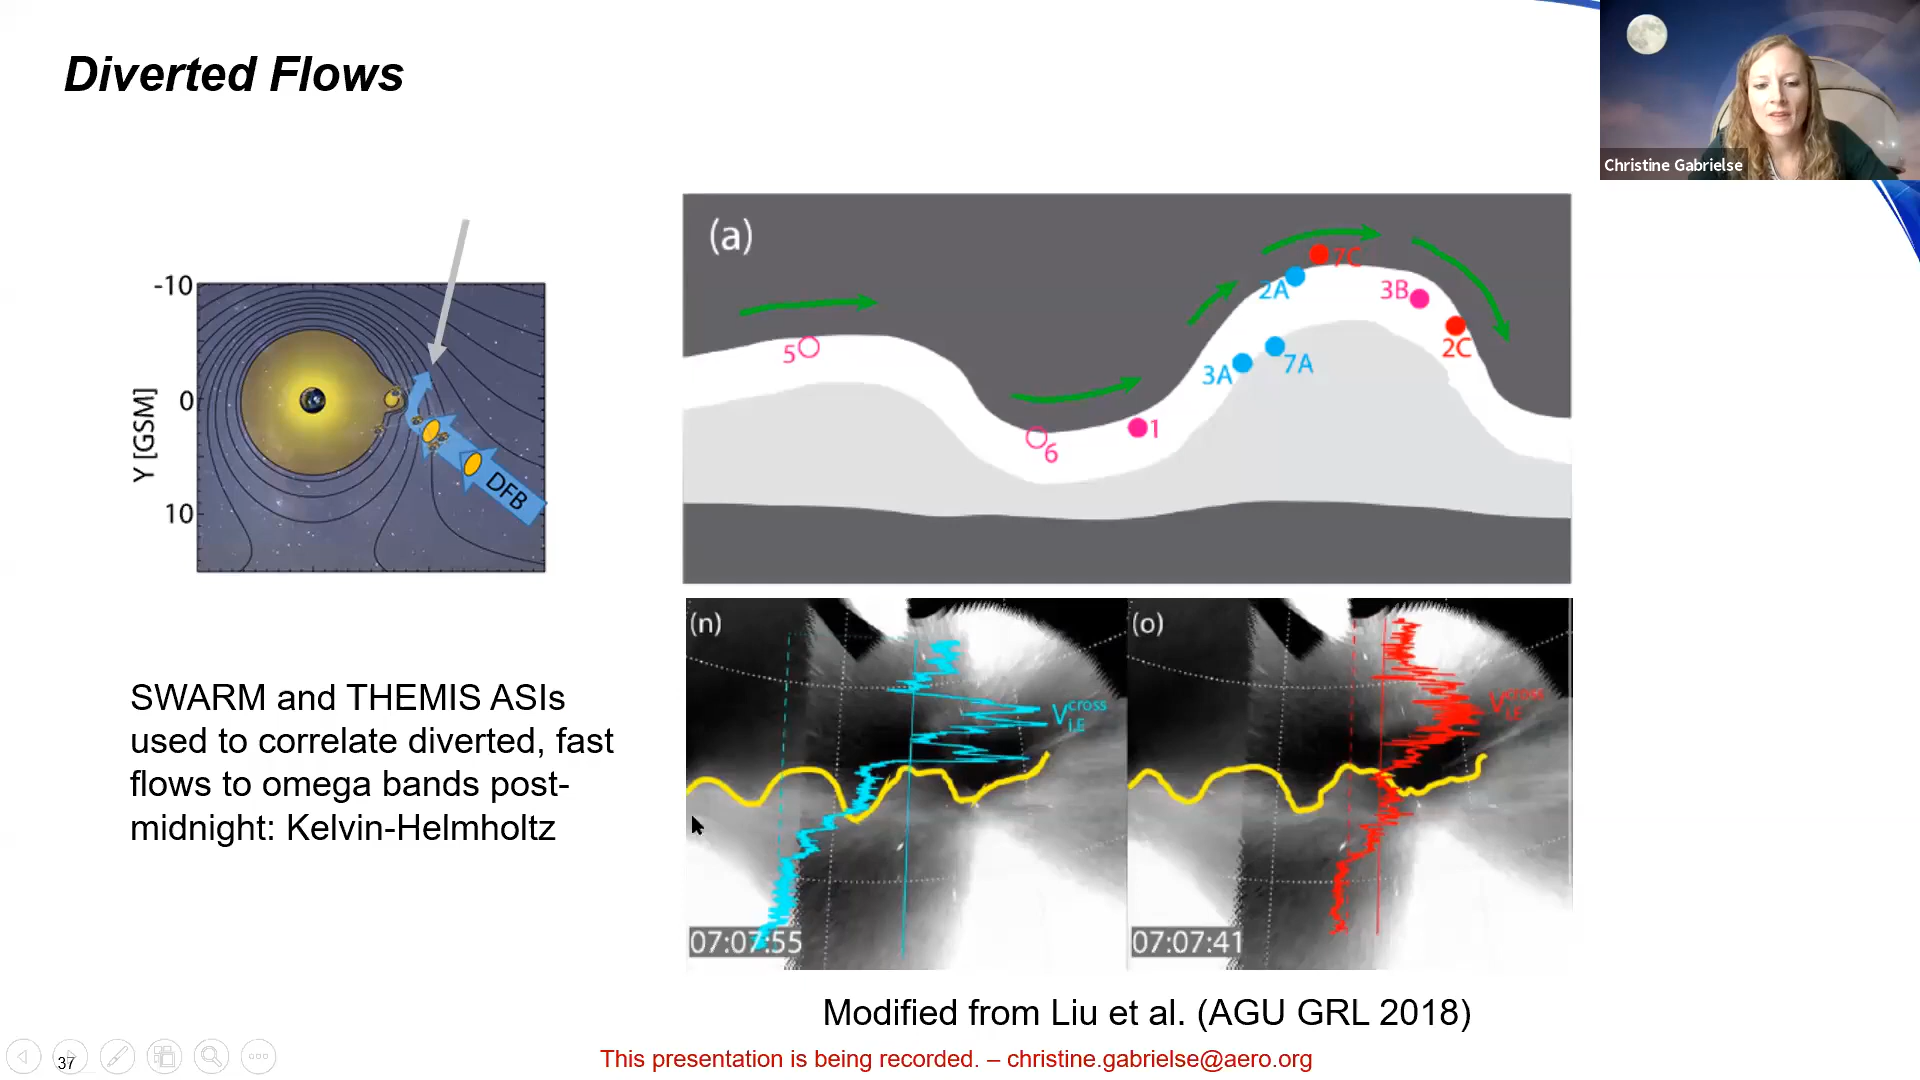 Diverted Flows
Christine Gabrielse
-10
0
10
Y [GSM]
DFB
(a)
5
6
1
2A
7C
3A
7A
3B
2C
SWARM and THEMIS ASIs
used to correlate diverted, fast
flows to omega bands post-
midnight: Kelvin-Helmholtz
(n)
V i,E cross
07:07:55
(o)
V i,E cross
07:07:41
Modified from Liu et al. (AGU GRL 2018)
This presentation is being recorded. – christine.gabrielse@aero.org
37